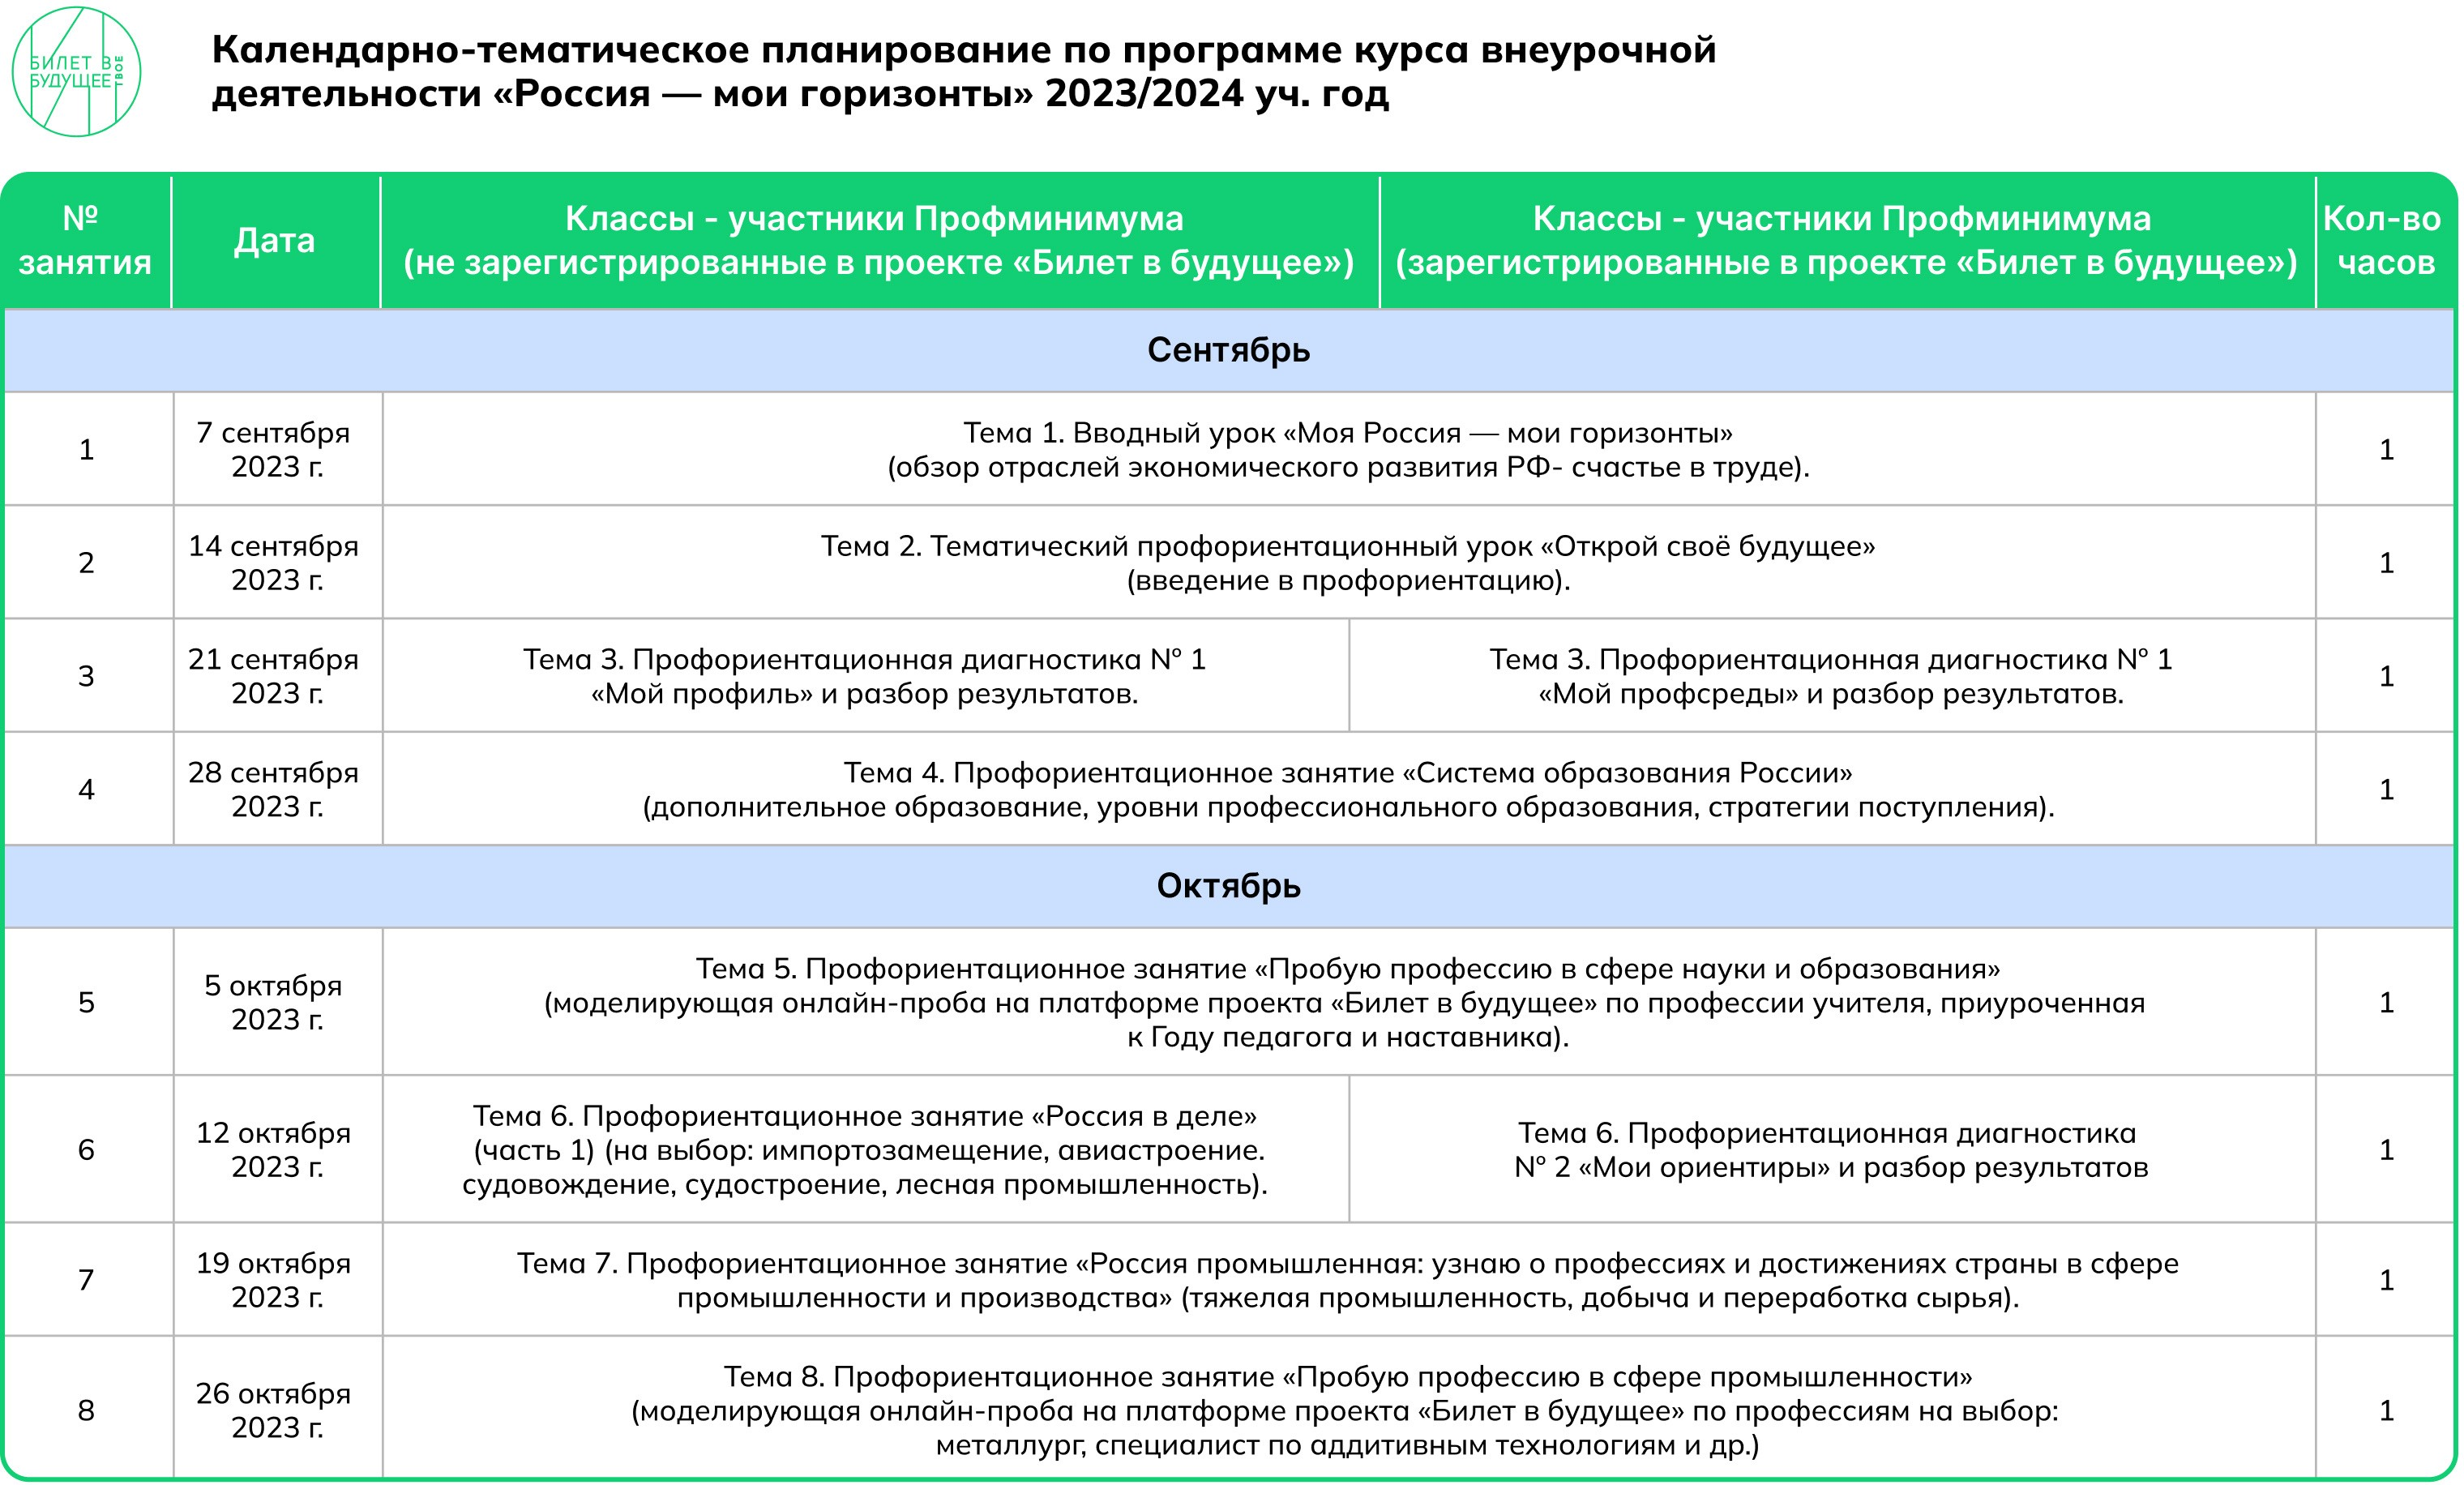 БИЛЕТ В
БУДУЩЕЕ
ТВОЕ
Календарно-тематическое планирование по программе курса внеурочной
деятельности «Россия — мои горизонты» 2023/2024 уч. год
№
занятия
Дата
Классы - участники Профминимума
(не зарегистрированные в проекте «Билет в будущее»)
Классы - участники Профминимума
(зарегистрированные в проекте «Билет в будущее»)
Кол-во
часов
Сентябрь
1
7 сентября
2023 г.
Тема 1. Вводный урок «Моя Россия — мои горизонты»
(обзор отраслей экономического развития РФ- счастье в труде).
1
2
14 сентября
2023 г.
Тема 2. Тематический профориентационный урок «Открой своё будущее»
(введение в профориентацию).
1
3
21 сентября
2023 г.
Тема 3. Профориентационная диагностика № 1
«Мой профиль» и разбор результатов.
Тема 3. Профориентационная диагностика № 1
«Мой профсреды» и разбор результатов.
1
4
28 сентября
2023 г.
Тема 4. Профориентационное занятие «Система образования России»
(дополнительное образование, уровни профессионального образования, стратегии поступления).
1
Октябрь
5
5 октября
2023 г.
Тема 5. Профориентационное занятие «Пробую профессию в сфере науки и образования»
(моделирующая онлайн-проба на платформе проекта «Билет в будущее» по профессии учителя, приуроченная
к Году педагога и наставника).
1
6
12 октября
2023 г.
Тема 6. Профориентационное занятие «Россия в деле»
(часть 1) (на выбор: импортозамещение, авиастроение.
судовождение, судостроение, лесная промышленность).
Тема 6. Профориентационная диагностика
№ 2 «Мои ориентиры» и разбор результатов
1
7
19 октября
2023 г.
Тема 7. Профориентационное занятие «Россия промышленная: узнаю о профессиях и достижениях страны в сфере
промышленности и производства» (тяжелая промышленность, добыча и переработка сырья).
1
8
26 октября
2023 г.
Тема 8. Профориентационное занятие «Пробую профессию в сфере промышленности»
(моделирующая онлайн-проба на платформе проекта «Билет в будущее» по профессиям на выбор:
металлург, специалист по аддитивным технологиям и др.)
1